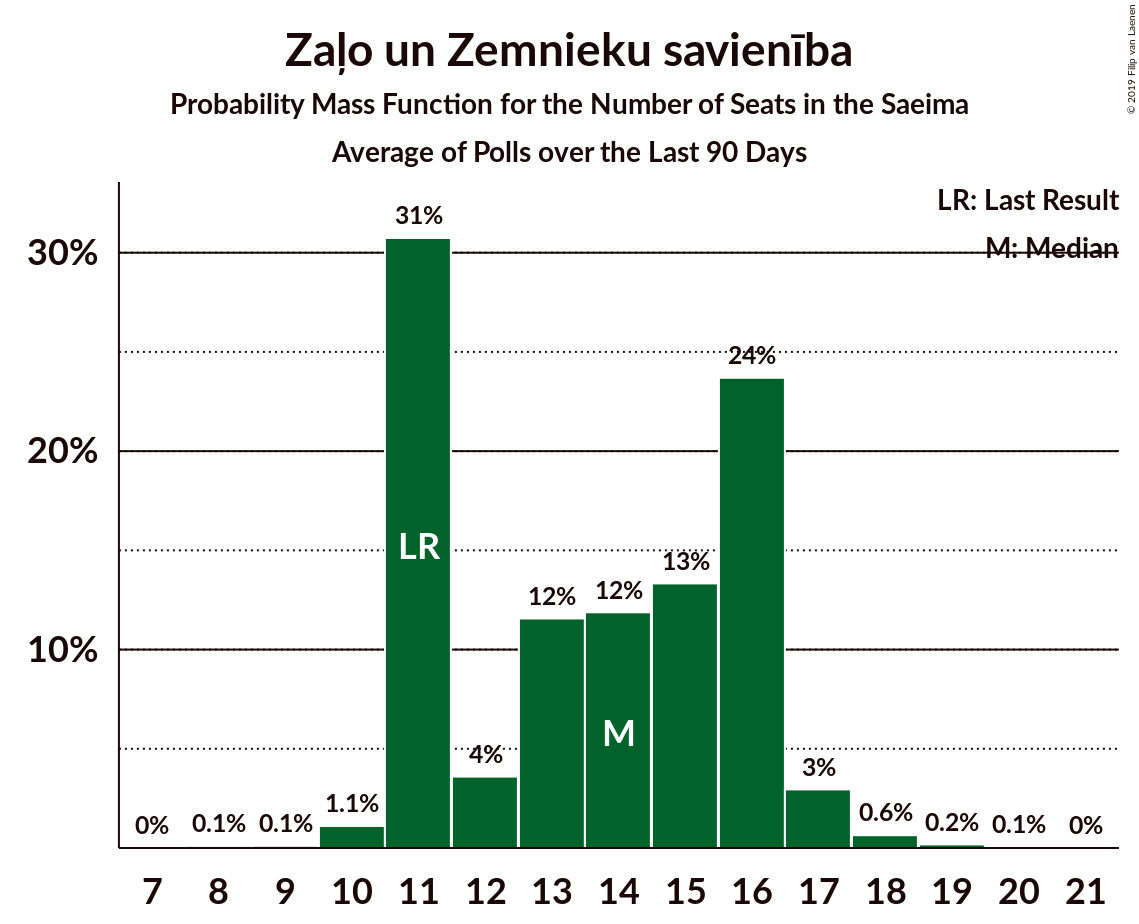 Zaļo un Zemnieku savienība
Probability Mass Function for the Number of Seats in the Saeima
Average of Polls over the Last 90 Days
© 2019 Filip van Laenen
LR: Last Result
M: Median
30%
20%
10%
0%
0.1%
0.1%
1.1%
31%
4%
12%
12%
13%
24%
3%
0.6%
0.2%
0.1%
0%
LR
M
7 8 9 10 11 12 13 14 15 16 17 18 19 20 21